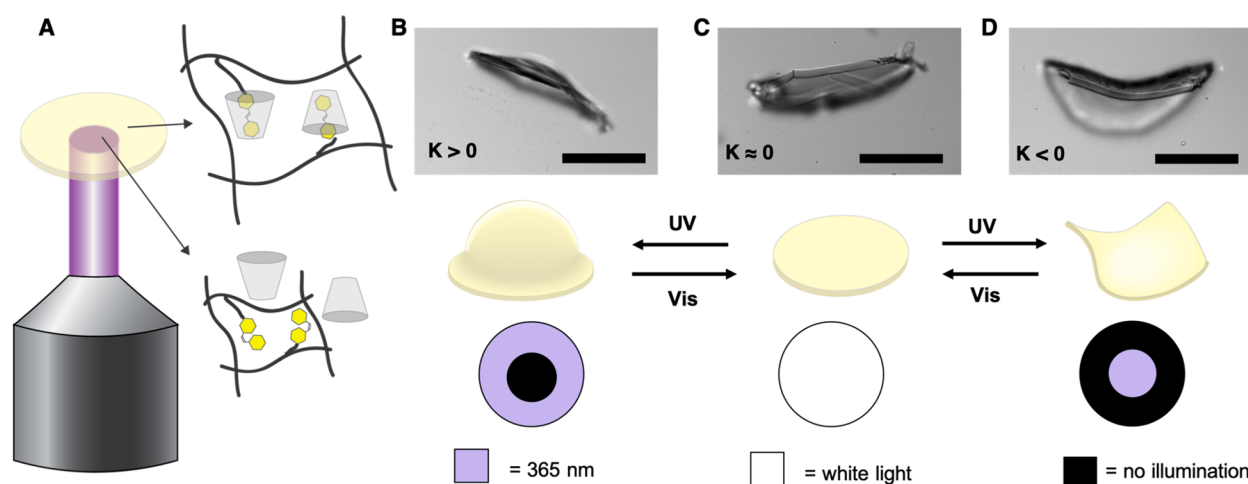 A
B
C
D
K > 0
K ≈ 0
K < 0
UV
Vis
UV
Vis
= 365 nm
= white light
= no illumination